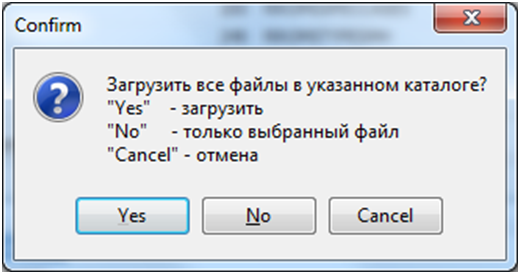 Confirm
Загрузить все файлы в указанном каталоге?
"Yes" - загрузить
"No" - только выбранный файл
"Cancel" - отмена
Yes
No
Cancel